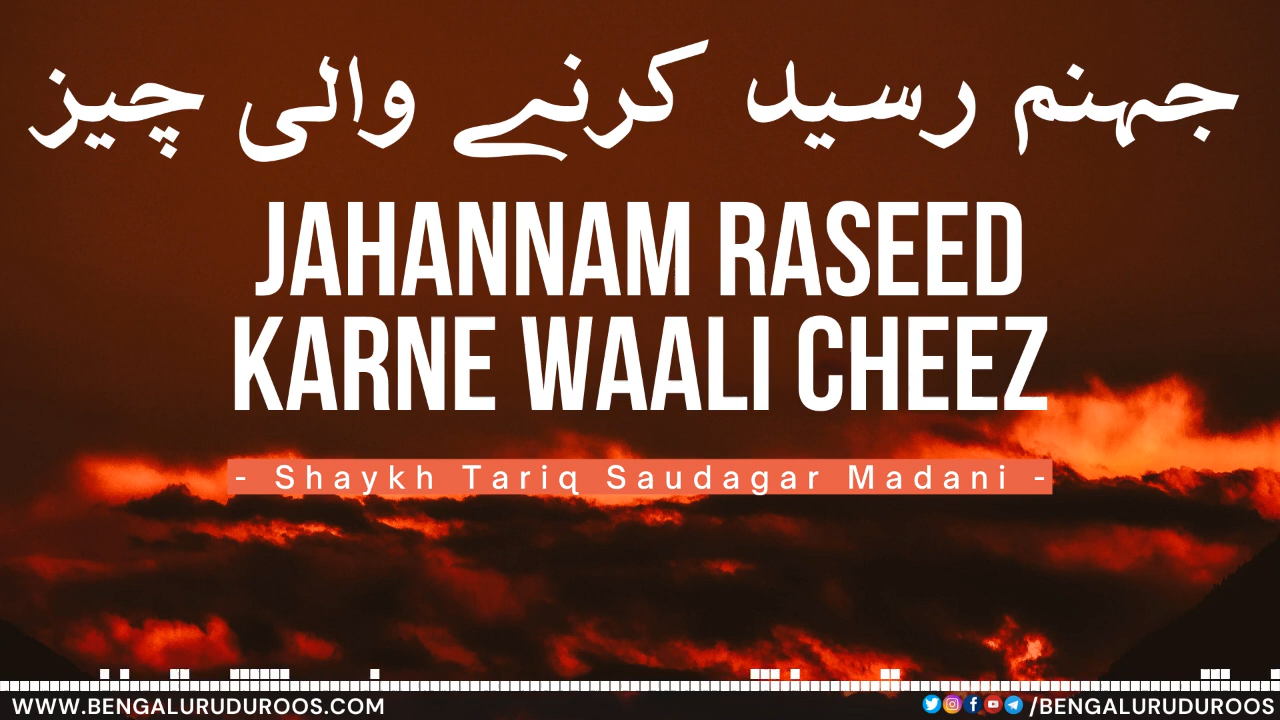 جہنم رسید کرنے والی چیز
JAHANNAM RASEED
KARNE WAALI CHEEZ
- Shaykh Tariq Saudagar Madani -
WWW.BENGALURUDUROOS.COM
/BENGALURUDUROOS